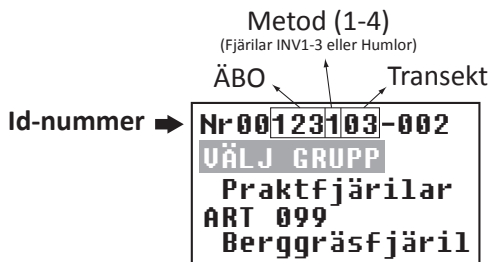 Metod (1-4)
(Fjärilar INV1-3 eller Humlor)
ÄBO Transekt
Id-nummer
Nr00123103-002
VÄLJ GRUPP
Praktfjärilar
ART 099
Berggräsfjäril